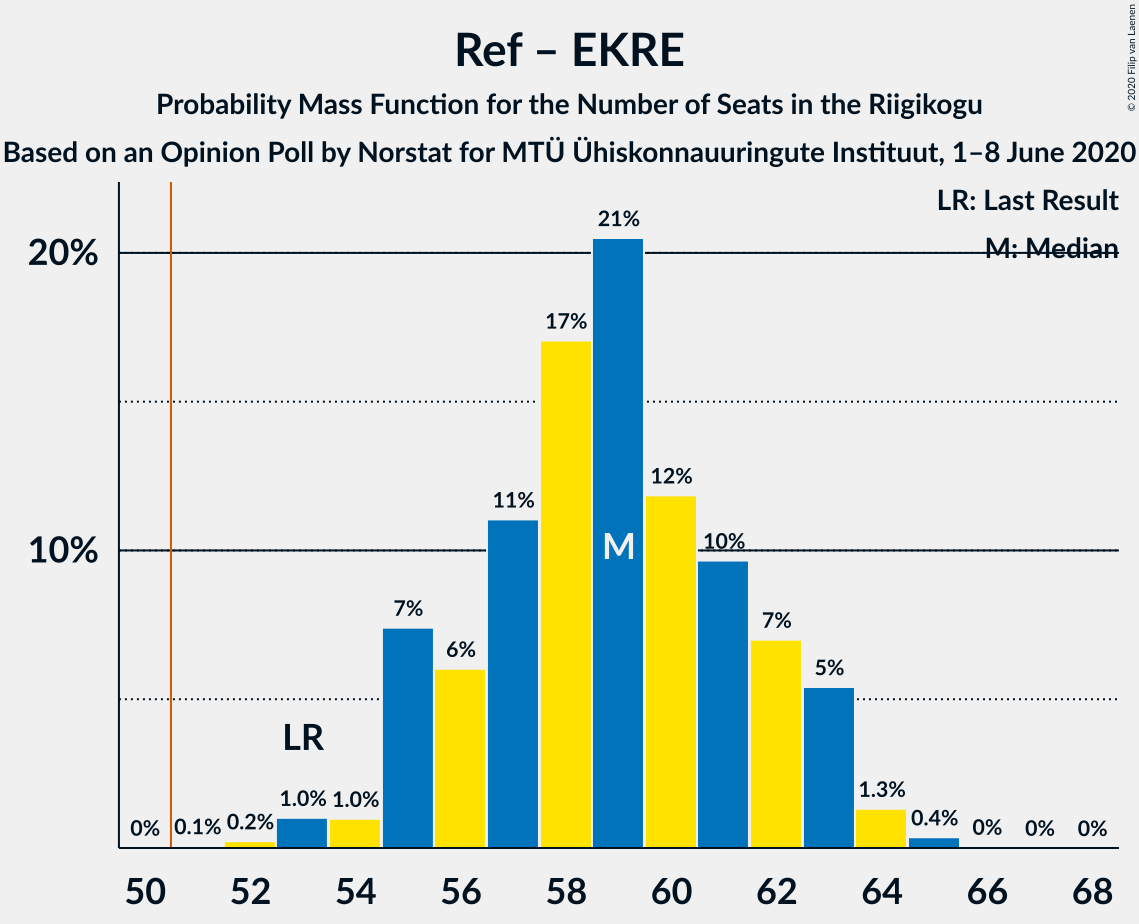 Ref – EKRE
Probability Mass Function for the Number of Seats in the Riigikogu
Based on an Opinion Poll by Norstat for MTÜ Ühiskonnauuringute Instituut, 1–8 June 2020
© 2020 Filip van Laenen
LR: Last Result
M: Median
20%
10%
0%
0.1%
0.2%
1.0%
1.0%
7%
6%
11%
17%
21%
12%
10%
7%
5%
1.3%
0.4%
0%
0%
0%
LR
M
50 52 54 56 58 60 62 64 66 68